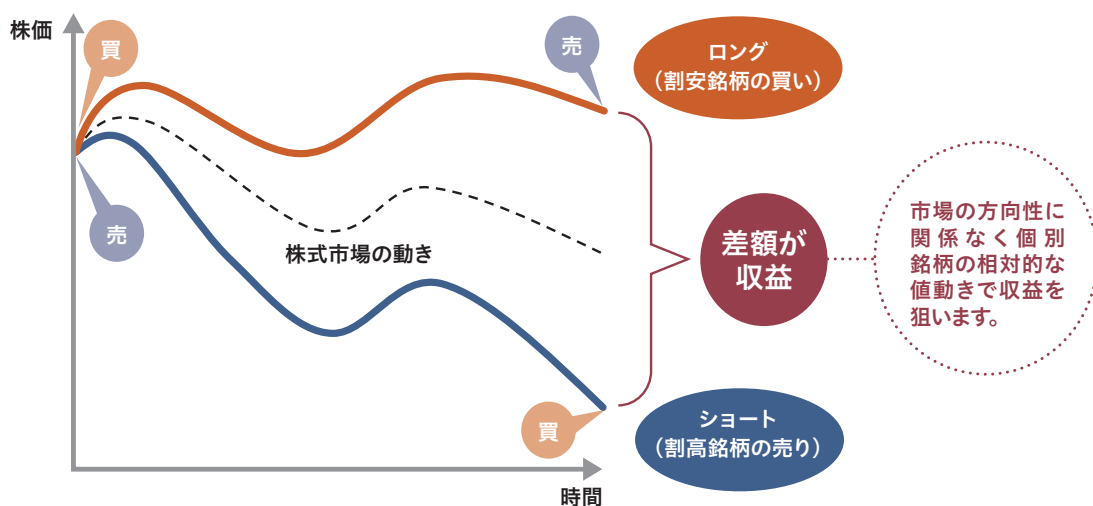 株価
買
売
ロング
(割安銘柄の買い)
株式市場の動き
売
差額が
収益
市場の方向性に
関係なく個別
銘柄の相対的な
値動きで収益を
狙います。
買
ショート
(割高銘柄の売り)
時間